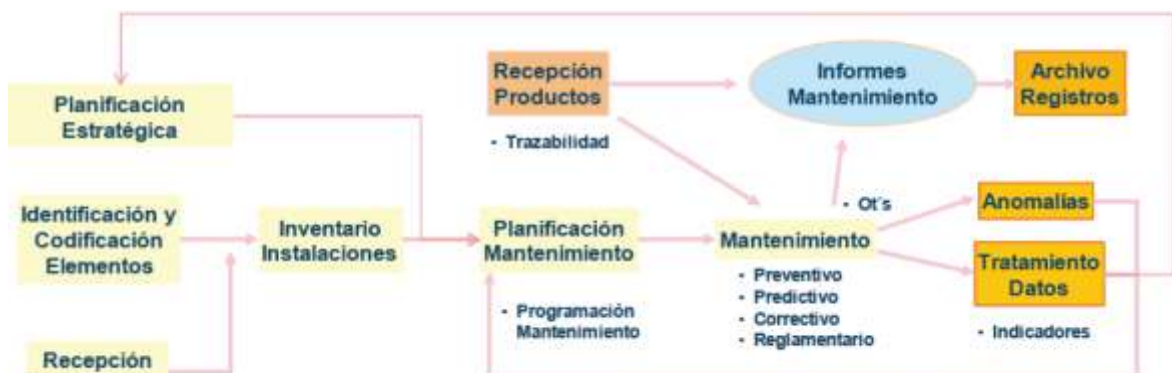 Recepción
Productos
Informes
Mantenimiento
Archivo
Registros
Planificación
Estratégica
- Trazabilidad
- Ot´s
Identificación y
Codificación
Elementos
Inventario
Instalaciones
Planificación
Mantenimiento
Mantenimiento
Anomalías
Tratamiento
Datos
- Preventivo
- Predictivo
- Correctivo
- Reglamentario
- Programación
Mantenimiento
- Indicadores
Recepción